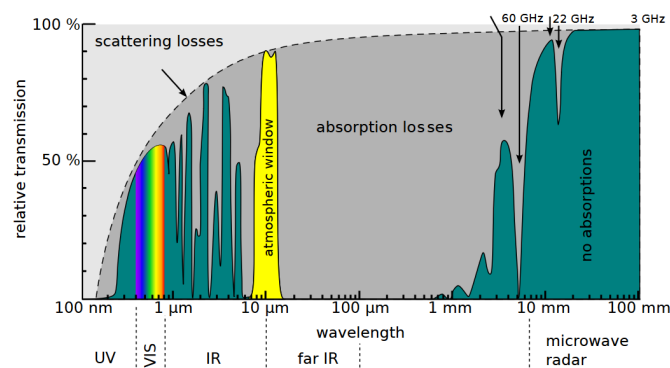 100 %
scattering losses
60 GHz
22 GHz
3 GHz
absorption losses
50 %
relative transmission
atmospheric window
no absorptions
100 nm
1 µm
10 µm
100 µm
1 mm
10 mm
100 mm
wavelength
UV
VIS
IR
far IR
microwave
radar